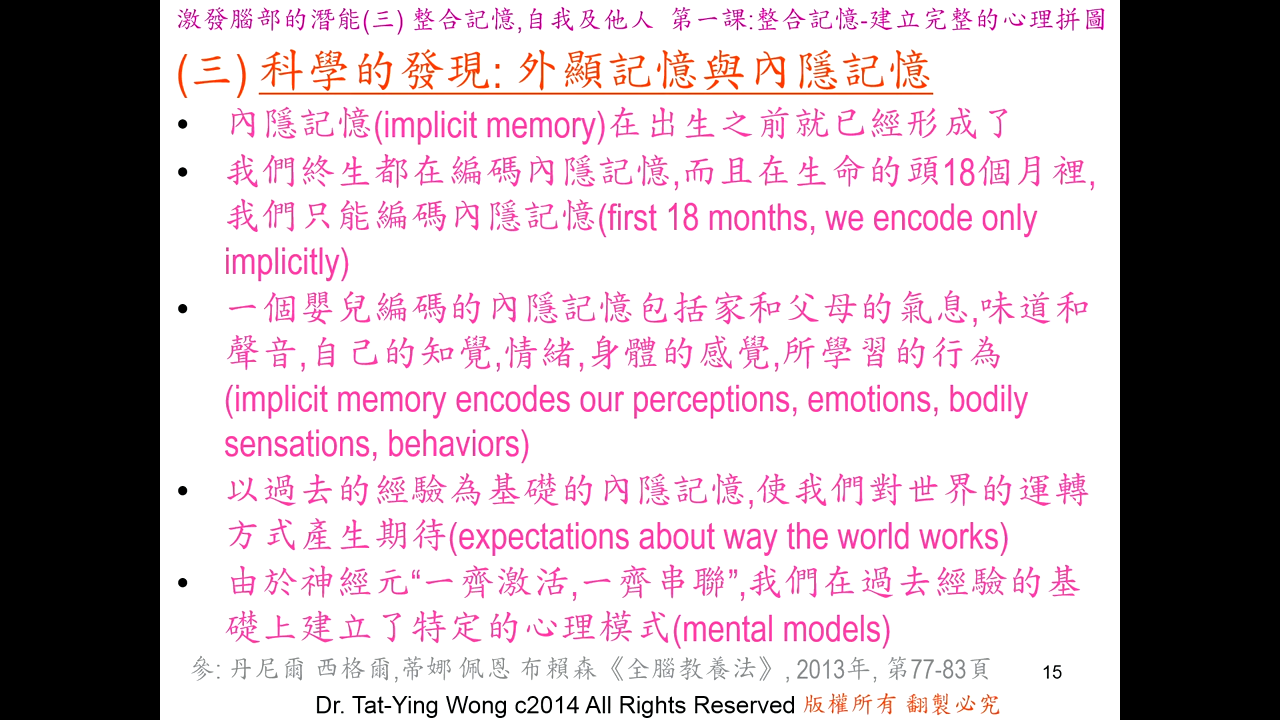 激發腦部的潛能(三) 整合記憶,自我及他人 第一課:整合記憶-建立完整的心理拼圖
(三) 科學的發現: 外顯記憶與內隱記憶
• 內隱記憶(implicit memory)在出生之前就已經形成了
• 我們終生都在編碼內隱記憶,而且在生命的頭18個月裡,
我們只能編碼內隱記憶(first 18 months, we encode only
implicitly)
• 一個嬰兒編碼的內隱記憶包括家和父母的氣息,味道和
聲音,自己的知覺,情緒,身體的感覺,所學習的行為
(implicit memory encodes our perceptions, emotions, bodily
sensations, behaviors)
• 以過去的經驗為基礎的內隱記憶,使我們對世界的運轉
方式產生期待(expectations about way the world works)
• 由於神經元“一齊激活,一齊串聯”,我們在過去經驗的基
礎上建立了特定的心理模式(mental models)
參: 丹尼爾 西格爾,蒂娜 佩恩 布賴森《全腦教養法》, 2013年, 第77-83頁
15
Dr. Tat-Ying Wong c2014 All Rights Reserved 版權所有 翻製必究